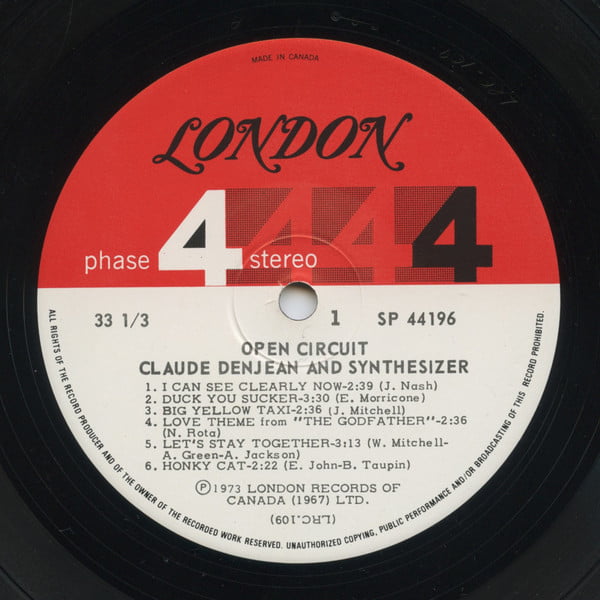 MADE IN CANADA
LONDON
phase 4 stereo 4 4 4
33 1/3 1 SP 44196
OPEN CIRCUIT
CLAUDE DENJEAN AND SYNTHESIZER
1. I CAN SEE CLEARLY NOW-2:39 (J. Nash)
2. DUCK YOU SUCKER-3:30 (E. Morricone)
3. BIG YELLOW TAXI-2:36 (J. Mitchell)
4. LOVE THEME from "THE GODFATHER"-2:36
(N. Rota)
5. LET'S STAY TOGETHER-3:13 (W. Mitchell-
A. Green-A. Jackson)
6. HONKY CAT-2:22 (E. John-B. Taupin)
Ⓟ1973 LONDON RECORDS OF
CANADA (1967) LTD.
(LRC.109)
ALL RIGHTS OF THE RECORD PRODUCER AND OF THE OWNER OF THE RECORDED WORK RESERVED. UNAUTHORIZED COPYING, PUBLIC PERFORMANCE AND/OR BROADCASTING OF THIS RECORD PROHIBITED.